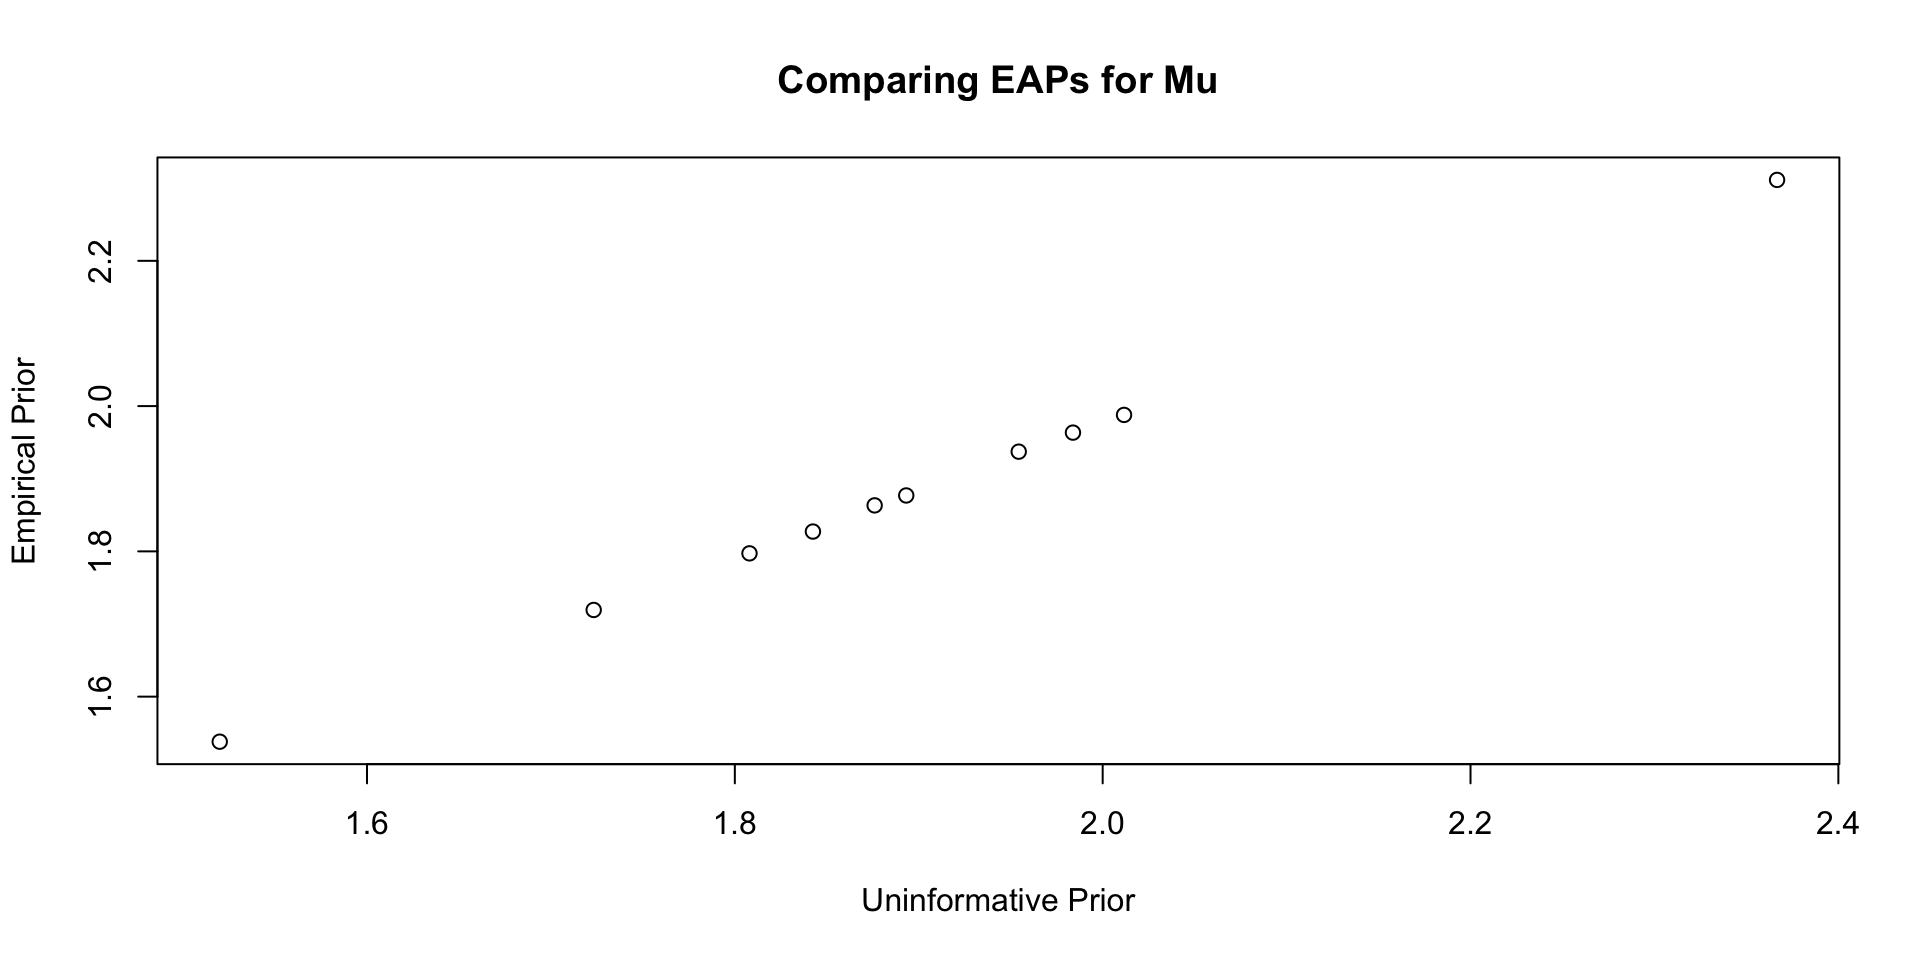 Comparing EAPs for Mu
Empirical Prior
2.2
2.0
1.8
1.6
1.6 1.8 2.0 2.2 2.4
Uninformative Prior